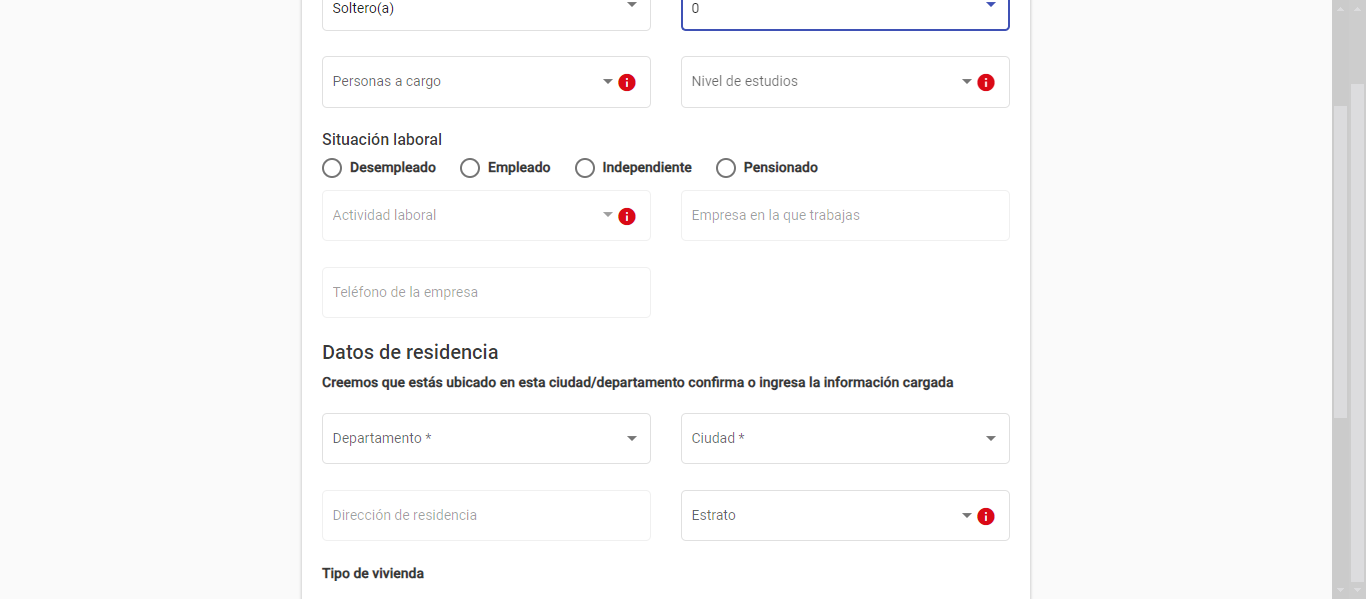 Soltero(a)
0
Personas a cargo
Nivel de estudios
Situación laboral
Desempleado
Empleado
Independiente
Pensionado
Actividad laboral
Empresa en la que trabajas
Teléfono de la empresa
Datos de residencia
Creemos que estás ubicado en esta ciudad/departamento confirma o ingresa la información cargada
Departamento *
Ciudad *
Dirección de residencia
Estrato
Tipo de vivienda